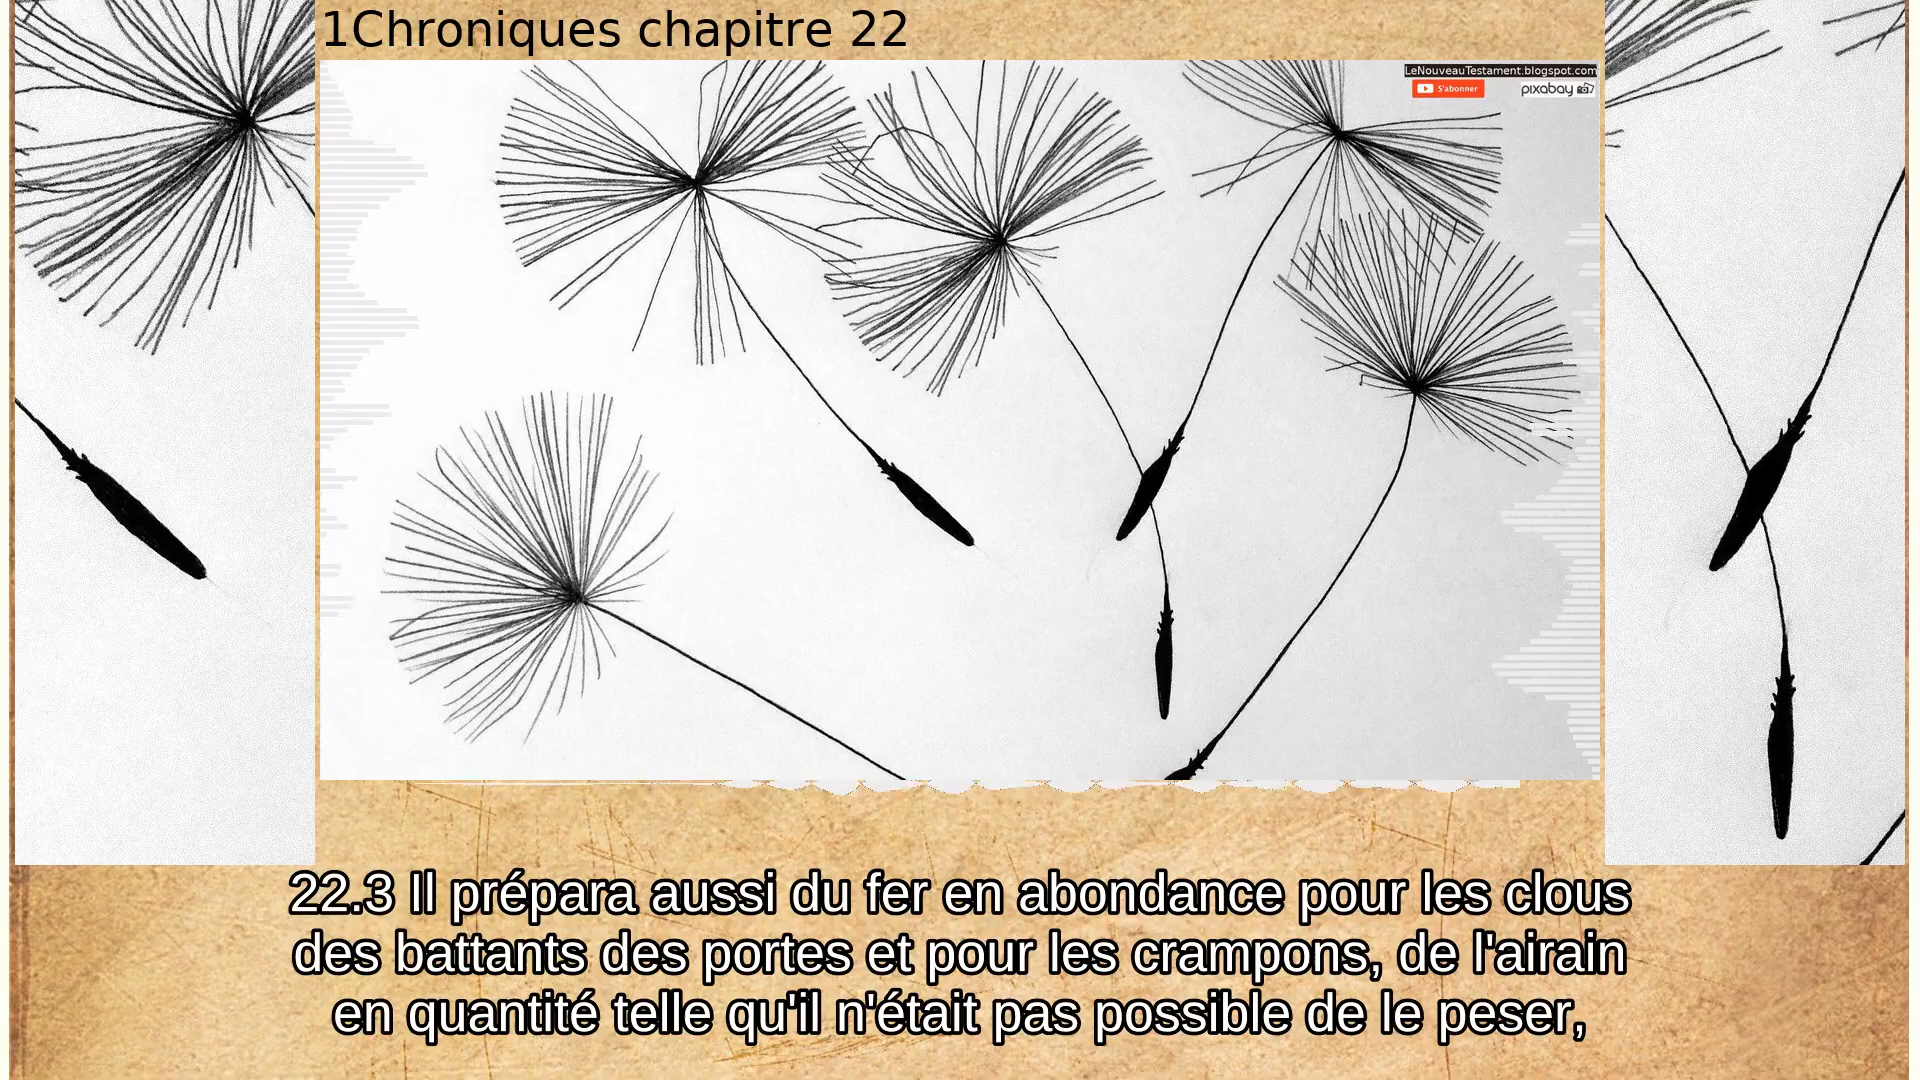 1Chroniques chapitre 22
LeNouveauTestament.blogspot.com
S'abonner
pixabay
22.3 Il prépara aussi du fer en abondance pour les clous
des battants des portes et pour les crampons, de l'airain
en quantité telle qu'il n'était pas possible de le peser,